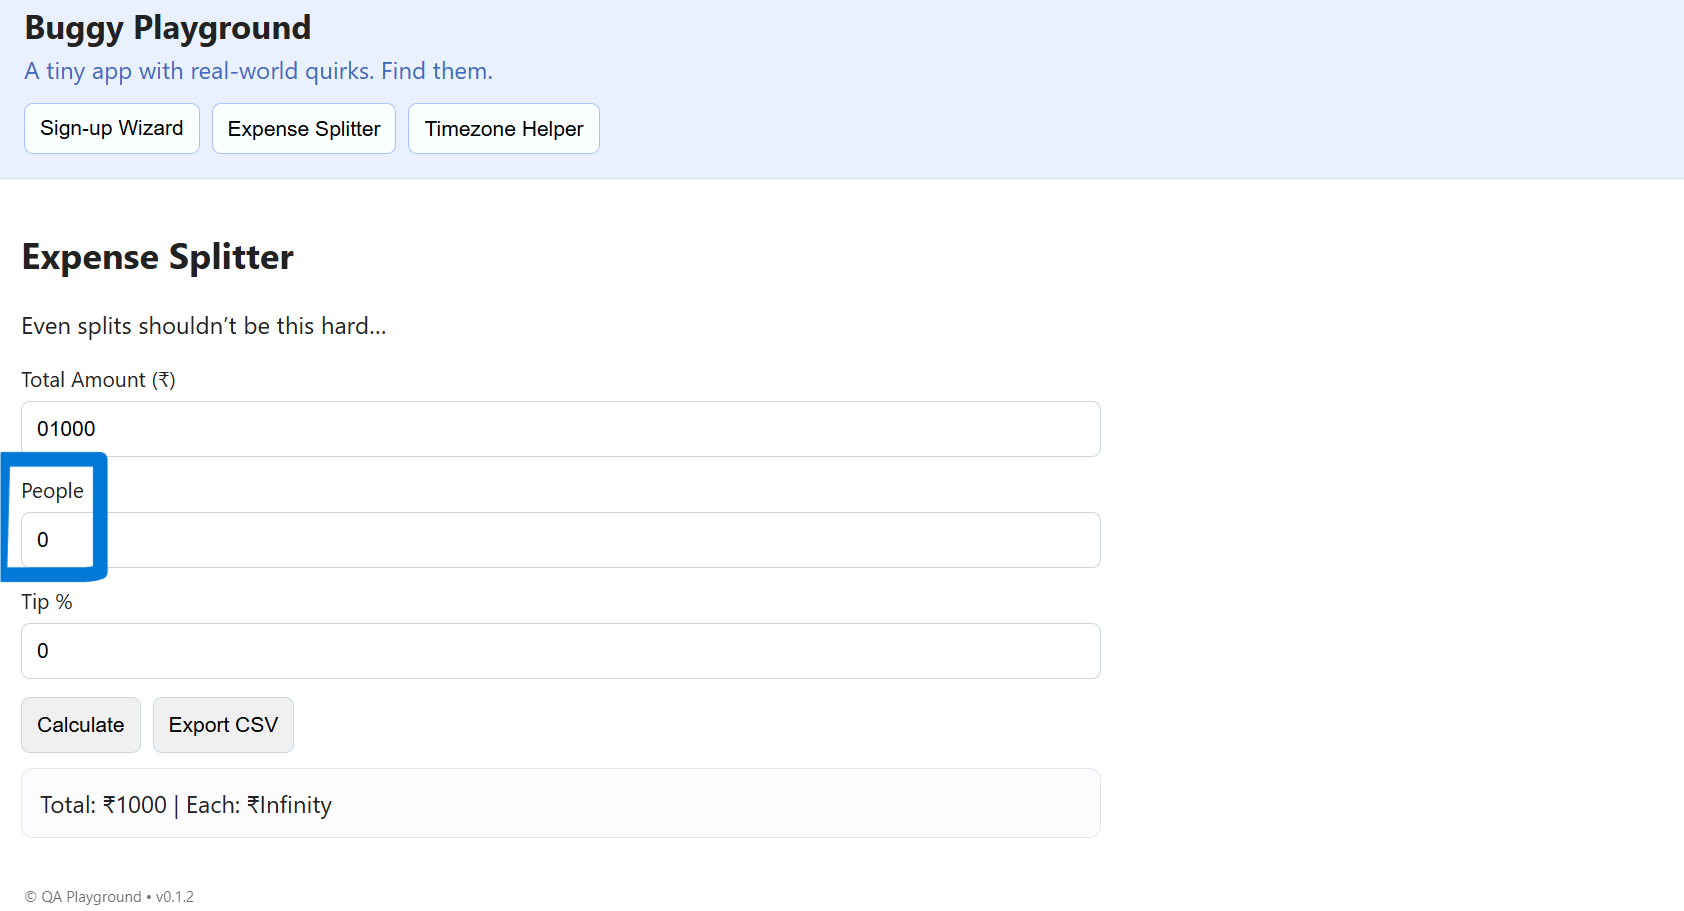 Buggy Playground
A tiny app with real-world quirks. Find them.
Sign-up Wizard Expense Splitter Timezone Helper
Expense Splitter
Even splits shouldn’t be this hard…
Total Amount (₹)
01000
People
0
Tip %
0
Calculate Export CSV
Total: ₹1000 | Each: ₹Infinity
© QA Playground • v0.1.2